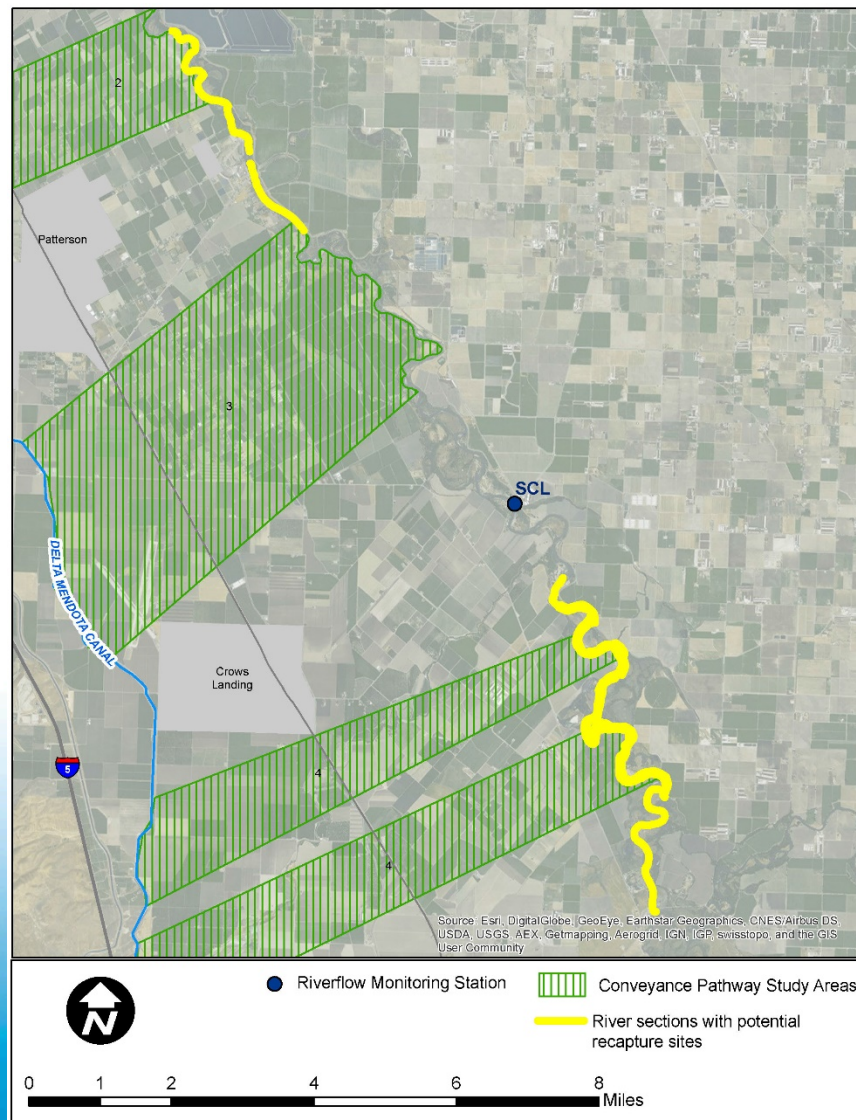 2
Patterson
3
SCL
DELTA MENDOTA CANAL
Crows
Landing
5
4
4
Source: Esri, DigitalGlobe, GeoEye, Earthstar Geographics, CNES/Airbus DS,
USDA, USGS, AEX, Getmapping, Aerogrid, IGN, IGP, swisstopo, and the GIS
User Community
N
Riverflow Monitoring Station
Conveyance Pathway Study Areas
River sections with potential
recapture sites
0 1 2 4 6 8
Miles